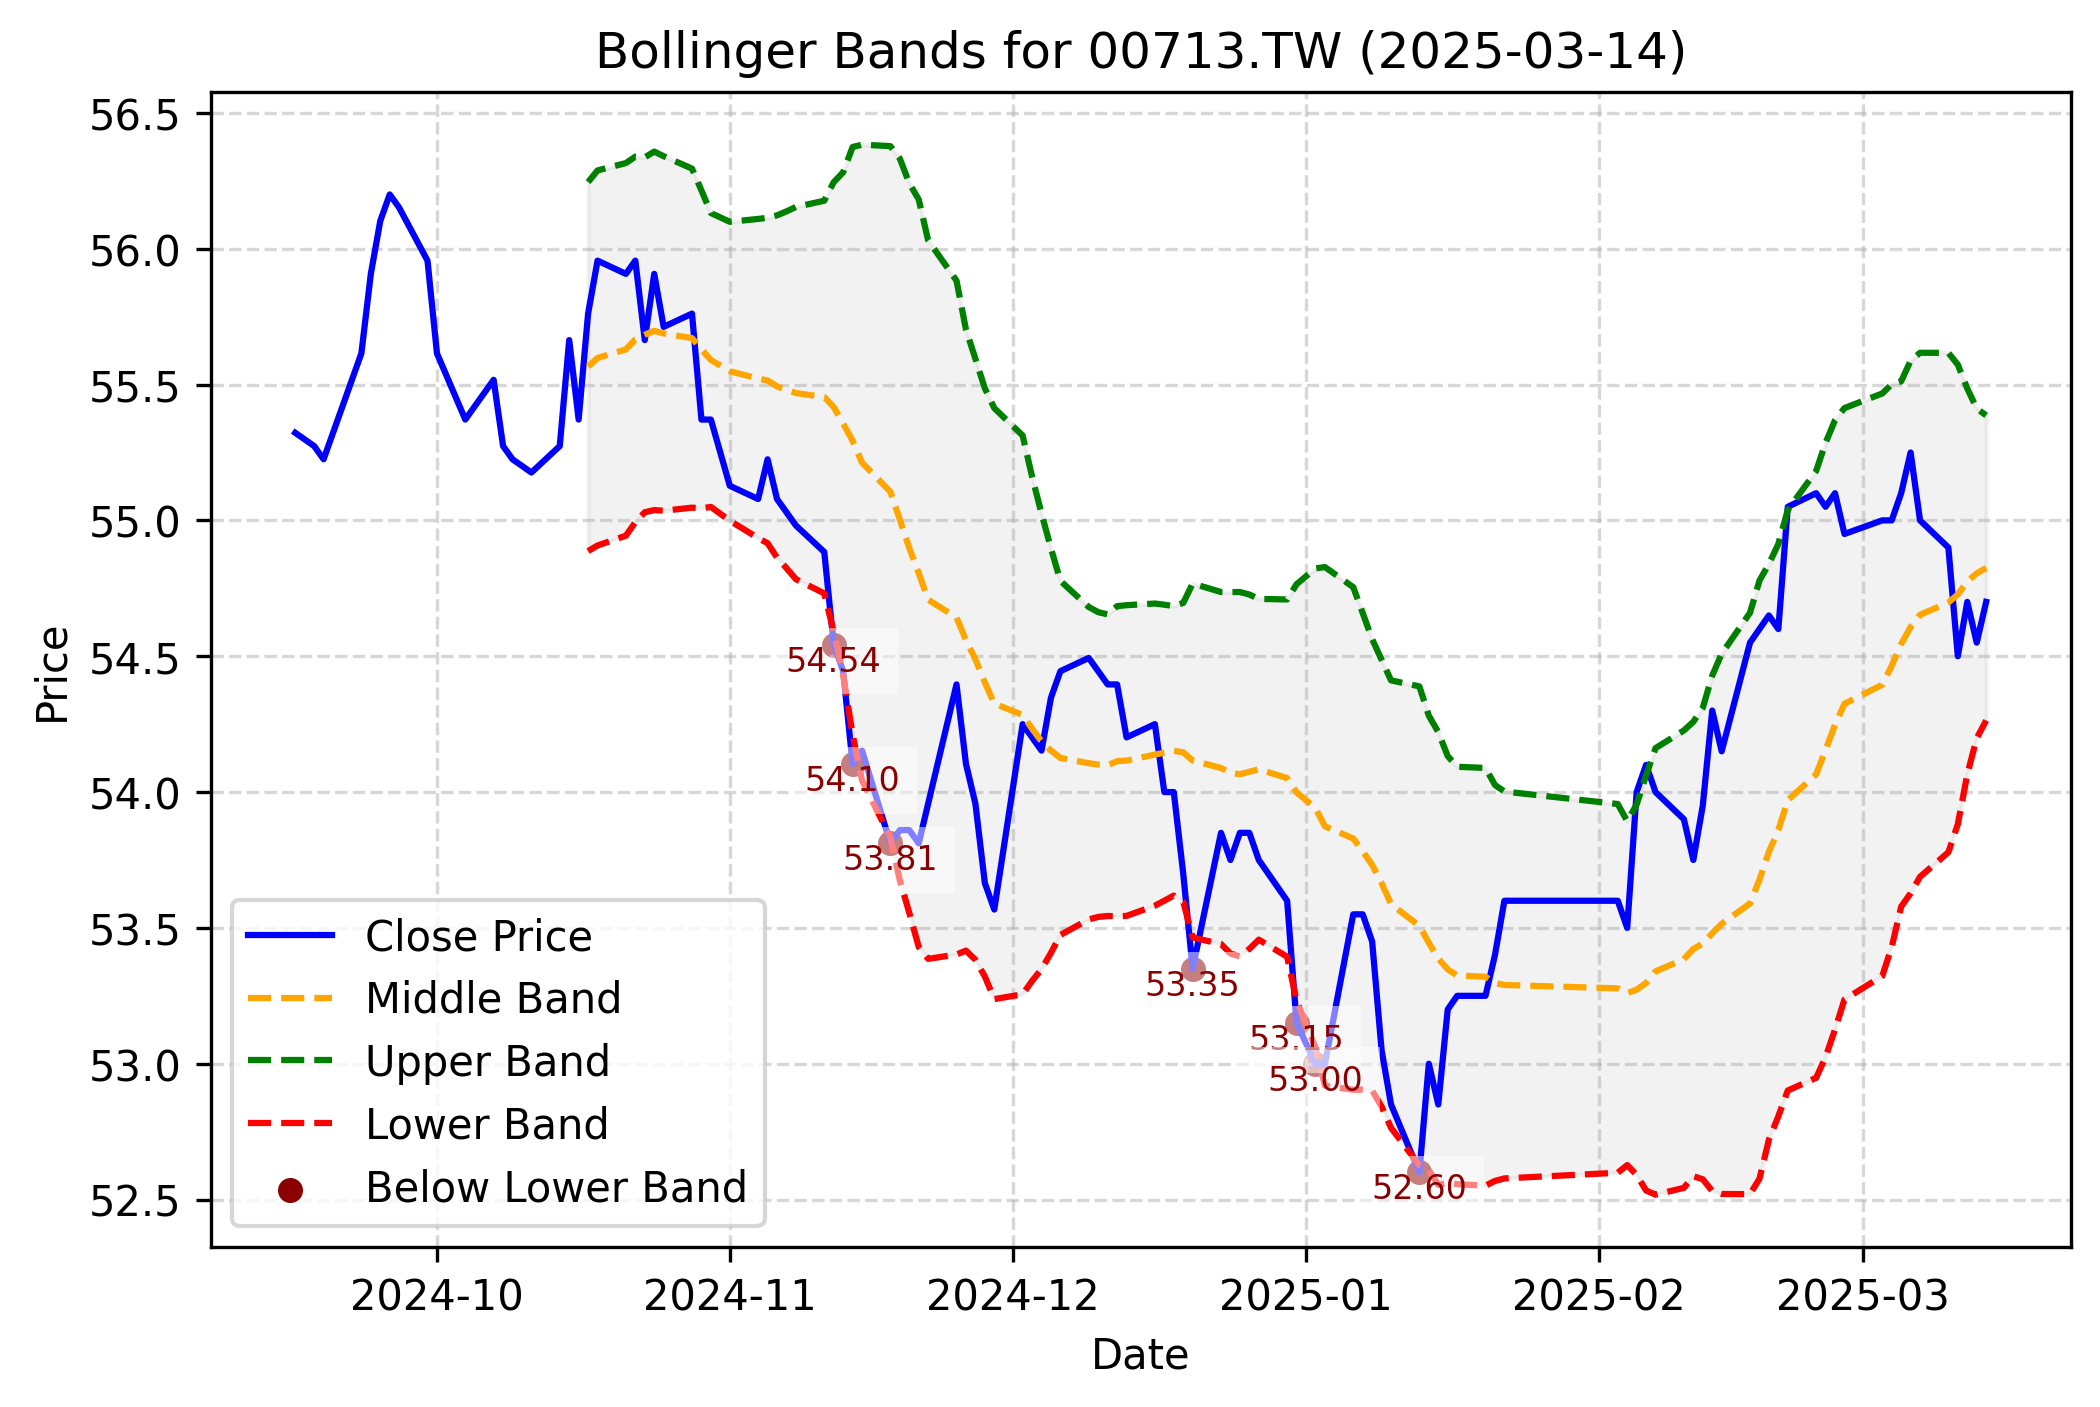 Bollinger Bands for 00713.TW (2025-03-14)
56.5
56.0
55.5
55.0
54.5
54.0
53.5
53.0
52.5
Price
54.54
54.10
53.81
53.35
53.15
53.00
52.60
Close Price
Middle Band
Upper Band
Lower Band
Below Lower Band
2024-10 2024-11 2024-12 2025-01 2025-02 2025-03
Date